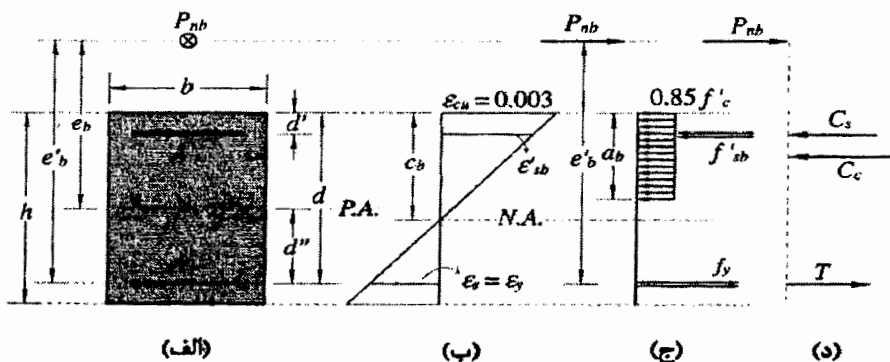 P_nb
P_nb
P_nb
b
ε_cu = 0.003
0.85 f'_c
d'
e_b
e'_b
h
d
d''
P.A.
c_b
ε'_sb
N.A.
ε_s = ε_y
e'_b
a_b
f'_sb
f_y
C_s
C_c
T
(الف)
(ب)
(ج)
(د)